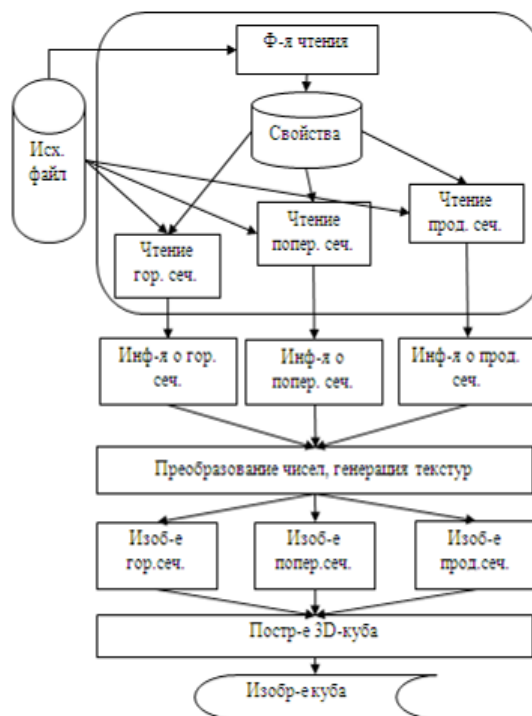 Ф-я чтения
Исх.
файл
Свойства
Чтение
гор. сеч.
Чтение
попер. сеч.
Чтение
прод. сеч.
Инф-я о гор.
сеч.
Инф-я о
попер. сеч.
Инф-я о прод.
сеч.
Преобразование чисел, генерация текстур
Изоб-е
гор.сеч.
Изоб-е
попер.сеч.
Изоб-е
прод.сеч.
Постр-е 3D-куба
Изобр-е куба